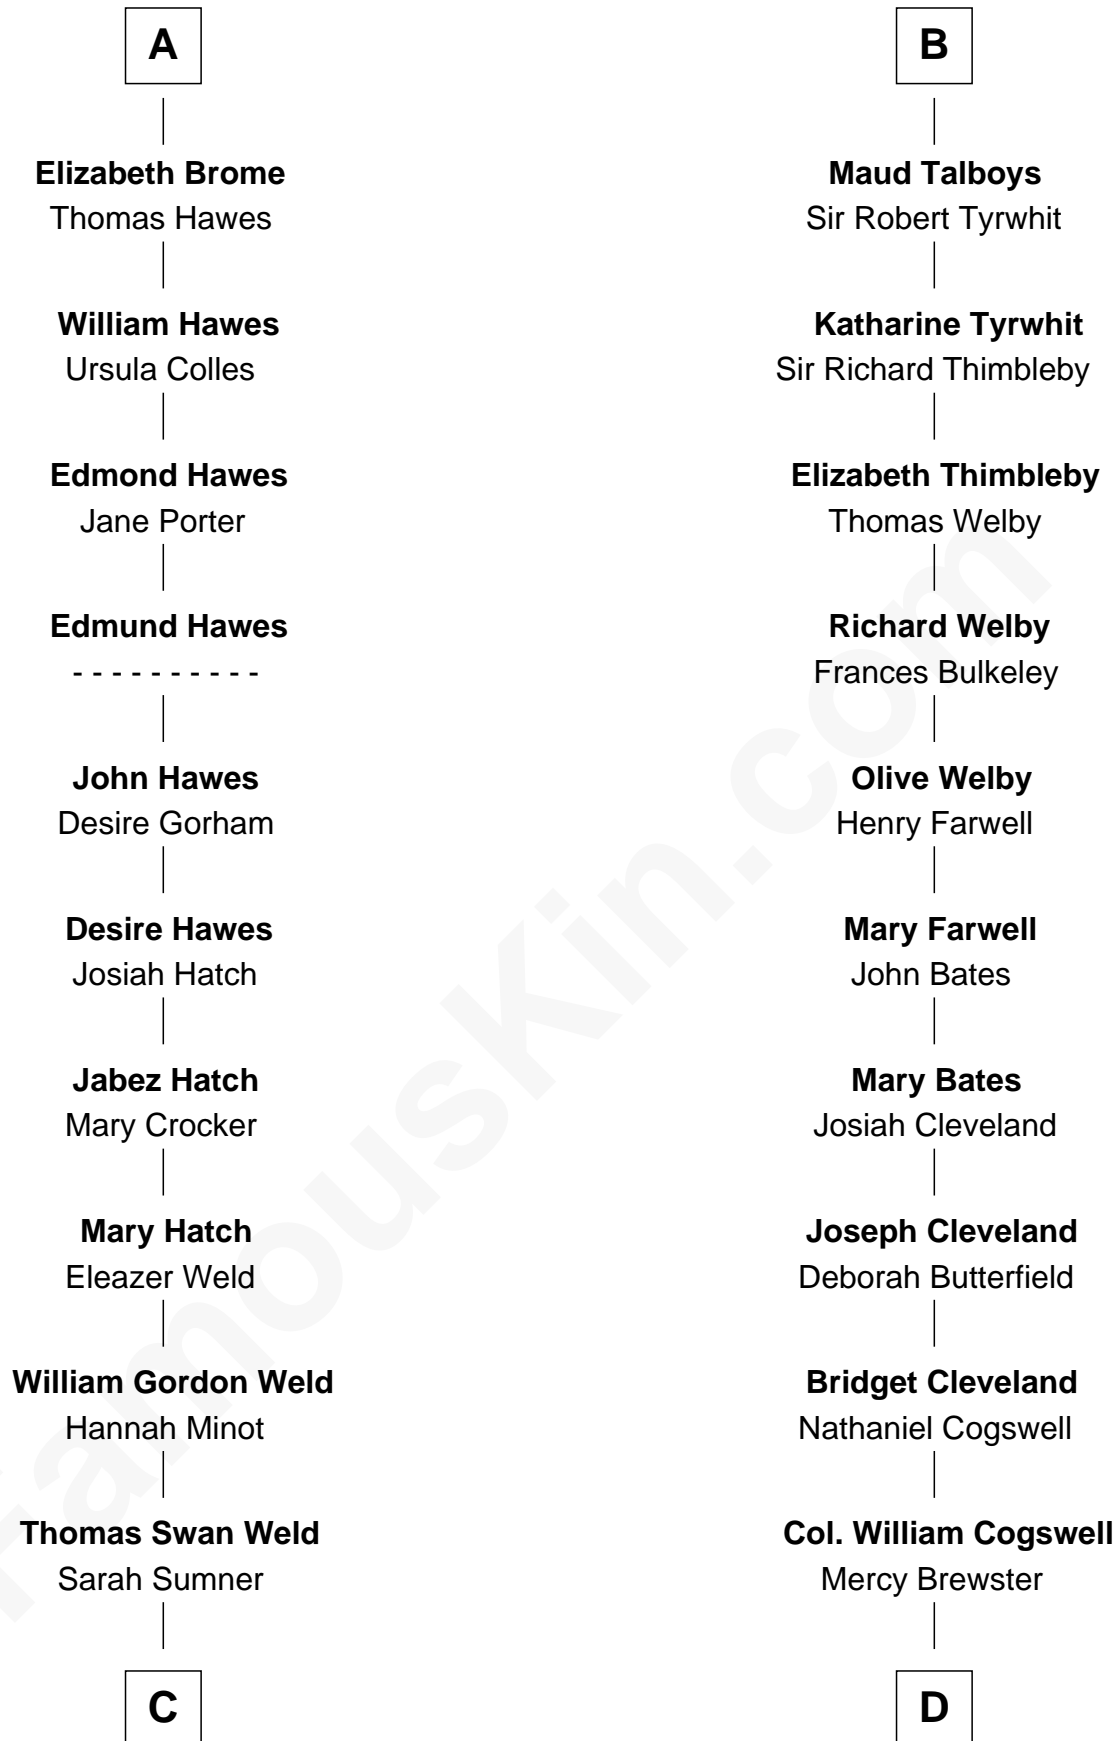 A
Elizabeth Brome
Thomas Hawes
William Hawes
Ursula Colles
Edmond Hawes
Jane Porter
Edmund Hawes
- - - - - - - - - -
John Hawes
Desire Gorham
Desire Hawes
Josiah Hatch
Jabez Hatch
Mary Crocker
Mary Hatch
Eleazer Weld
William Gordon Weld
Hannah Minot
Thomas Swan Weld
Sarah Sumner
C
B
Maud Talboys
Sir Robert Tyrwhit
Katharine Tyrwhit
Sir Richard Thimbleby
Elizabeth Thimbleby
Thomas Welby
Richard Welby
Frances Bulkeley
Olive Welby
Henry Farwell
Mary Farwell
John Bates
Mary Bates
Josiah Cleveland
Joseph Cleveland
Deborah Butterfield
Bridget Cleveland
Nathaniel Cogswell
Col. William Cogswell
Mercy Brewster
D
FamousKin.com